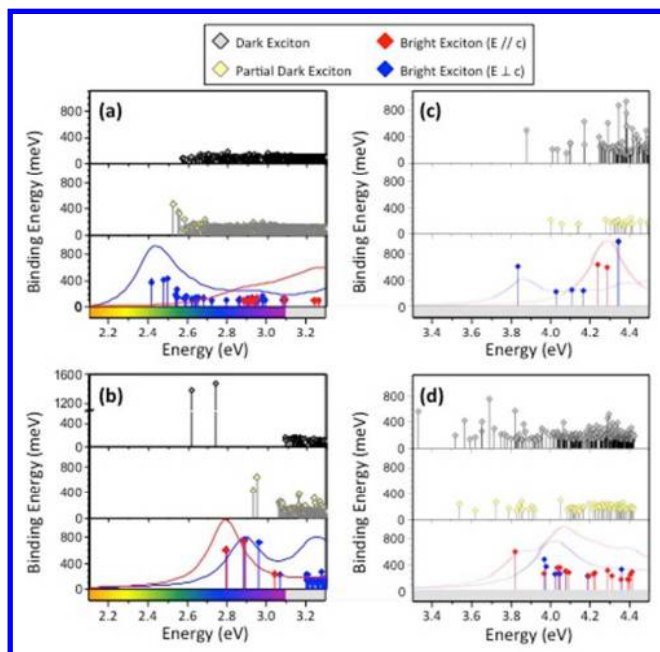 Dark Exciton
Bright Exciton (E // c)
Partial Dark Exciton
Bright Exciton (E ⊥ c)
(a)
800
400
0
800
400
0
800
400
0
Binding Energy (meV)
2.2 2.4 2.6 2.8 3.0 3.2
Energy (eV)
(c)
800
400
0
800
400
0
800
400
0
Binding Energy (meV)
3.4 3.6 3.8 4.0 4.2 4.4
Energy (eV)
(b)
1600
1200
400
0
800
400
0
800
400
0
Binding Energy (meV)
2.2 2.4 2.6 2.8 3.0 3.2
Energy (eV)
(d)
800
400
0
800
400
0
800
400
0
Binding Energy (meV)
3.4 3.6 3.8 4.0 4.2 4.4
Energy (eV)